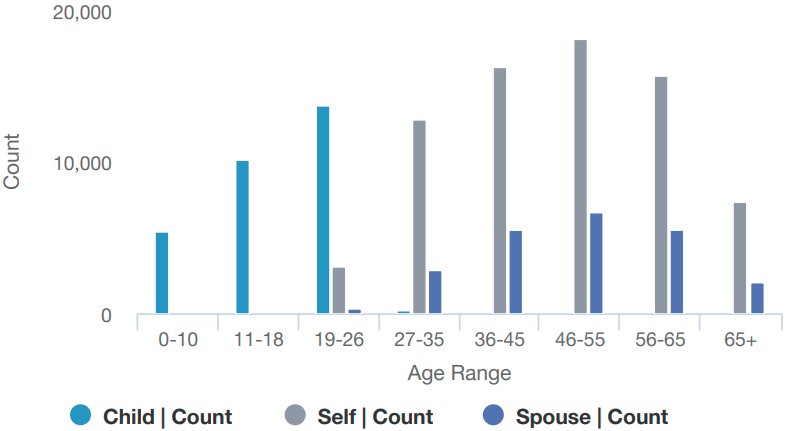 20,000
10,000
0
Count
0-10 11-18 19-26 27-35 36-45 46-55 56-65 65+
Age Range
Child | Count Self | Count Spouse | Count